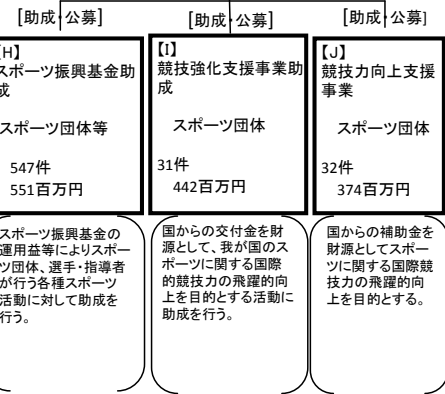 [助成・公募]
[助成・公募]
[助成・公募]
【H】
スポーツ振興基金助
成
スポーツ団体等
547件
551百万円
【I】
競技強化支援事業助
成
スポーツ団体
31件
442百万円
【J】
競技力向上支援
事業
スポーツ団体
32件
374百万円
スポーツ振興基金の
運用益等によりスポー
ツ団体、選手・指導者
が行う各種スポーツ
活動に対して助成を
行う。
国からの交付金を財
源として、我が国のス
ポーツに関する国際
的競技力の飛躍的向
上を目的とする活動に
助成を行う。
国からの補助金を
財源としてスポー
ツに関する国際競
技力の飛躍的向
上を目的とする。